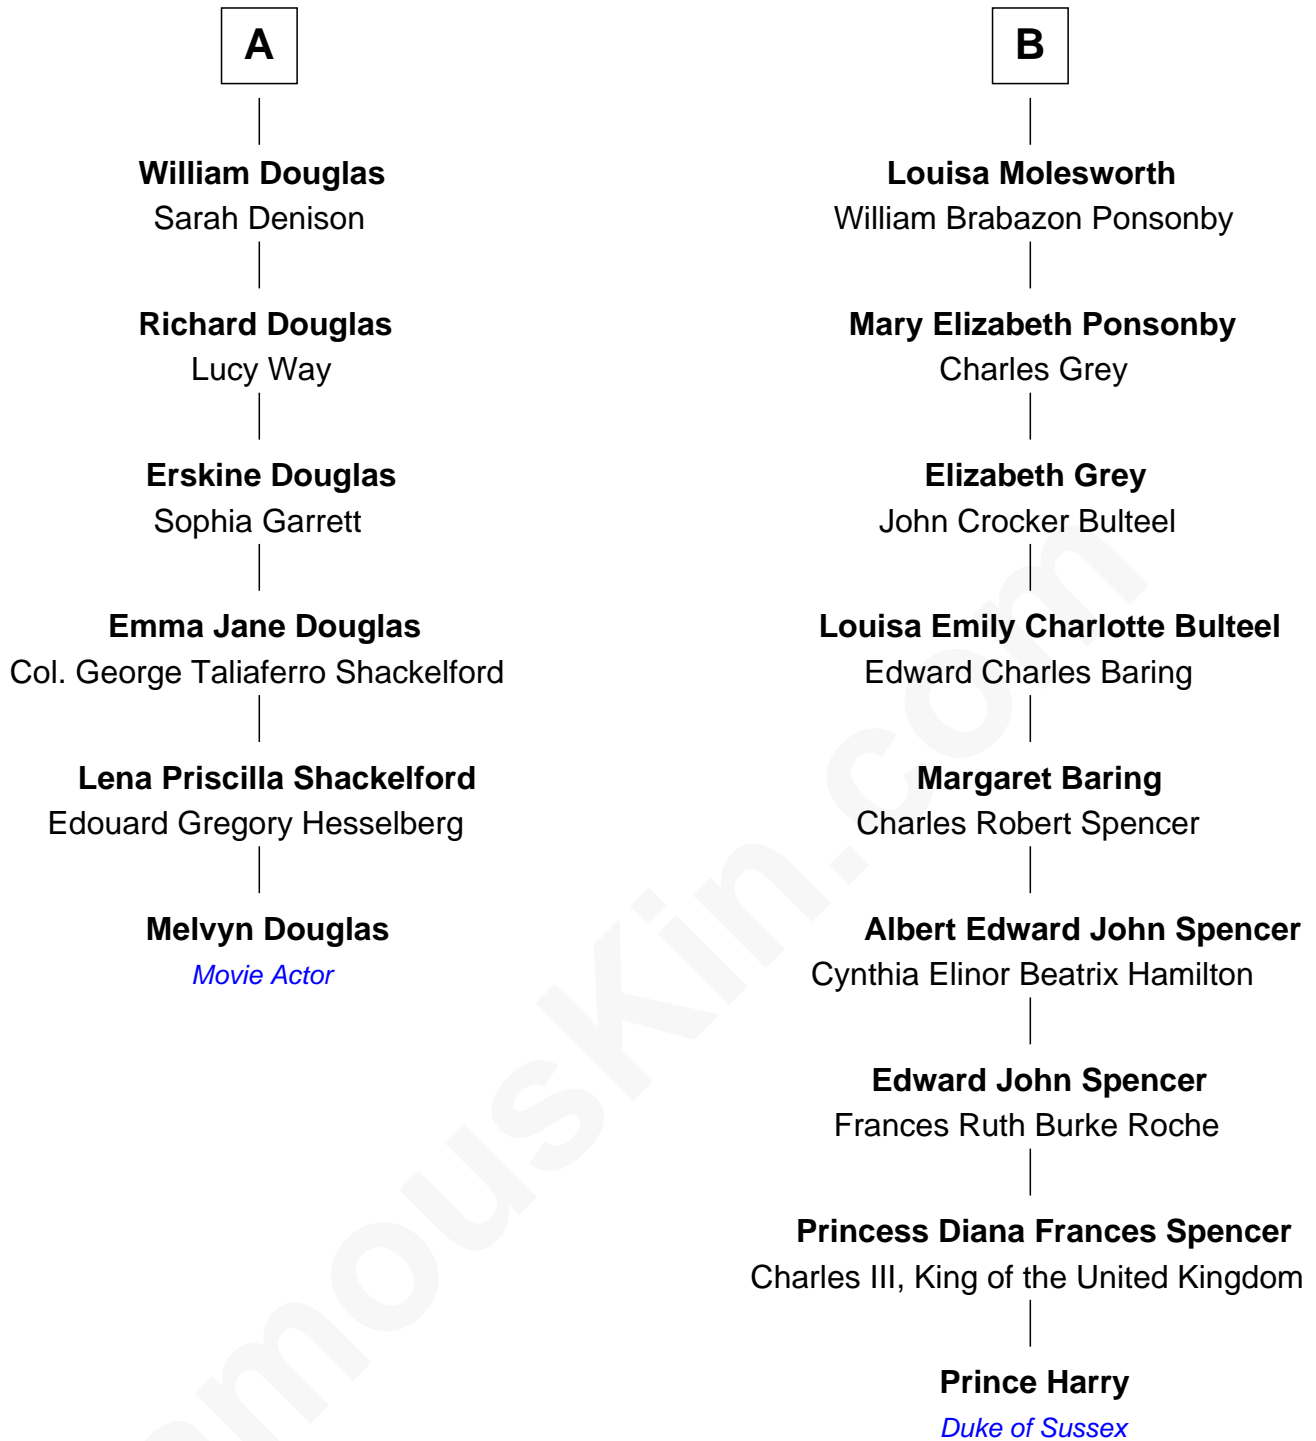 A
William Douglas
Sarah Denison
Richard Douglas
Lucy Way
Erskine Douglas
Sophia Garrett
Emma Jane Douglas
Col. George Taliaferro Shackelford
Lena Priscilla Shackelford
Edouard Gregory Hesselberg
Melvyn Douglas
Movie Actor
B
Louisa Molesworth
William Brabazon Ponsonby
Mary Elizabeth Ponsonby
Charles Grey
Elizabeth Grey
John Crocker Bulteel
Louisa Emily Charlotte Bulteel
Edward Charles Baring
Margaret Baring
Charles Robert Spencer
Albert Edward John Spencer
Cynthia Elinor Beatrix Hamilton
Edward John Spencer
Frances Ruth Burke Roche
Princess Diana Frances Spencer
Charles III, King of the United Kingdom
Prince Harry
Duke of Sussex
amousKin.com